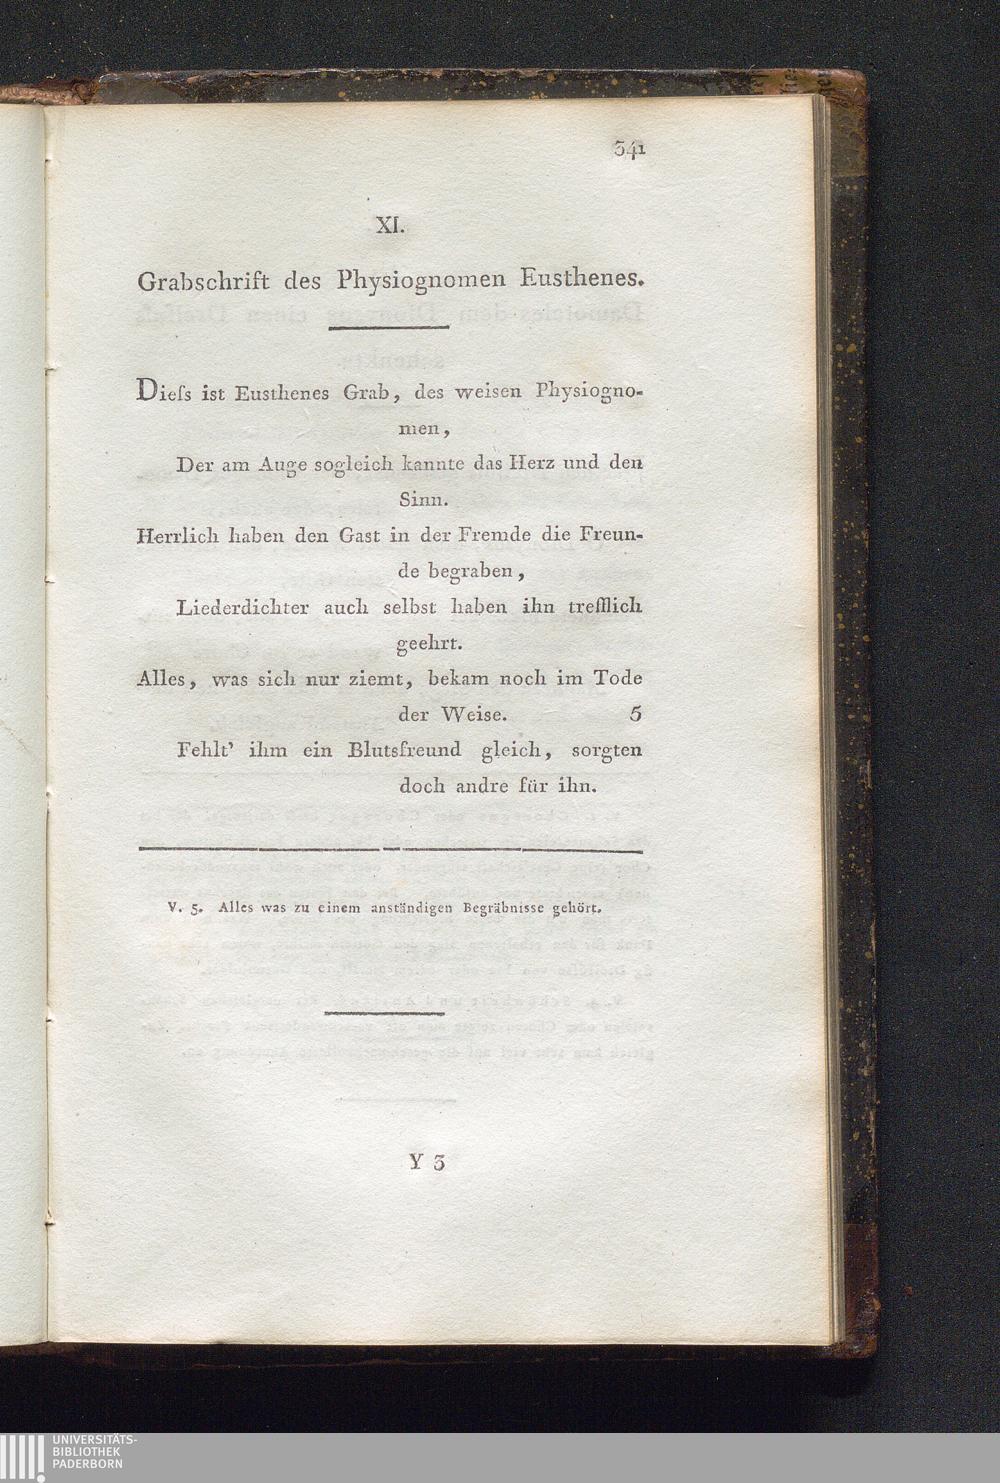 341
XI.
Grabschrift des Physiognomen Eusthenes.
Dieſs ist Eusthenes Grab, des weisen Physiogno-
men,
Der am Auge sogleich kannte das Herz und den
Sinn.
Herrlich haben den Gast in der Fremde die Freun-
de begraben,
Liederdichter auch selbst haben ihn trefflich
geehrt.
Alles, was sich nur ziemt, bekam noch im Tode
der Weise. 5
Fehlt' ihm ein Blutsfreund gleich, sorgten
doch andre für ihn.
V. 5. Alles was zu einem anständigen Begräbnisse gehört.
Y 3
UNIVERSITÄTS-
BIBLIOTHEK
PADERBORN